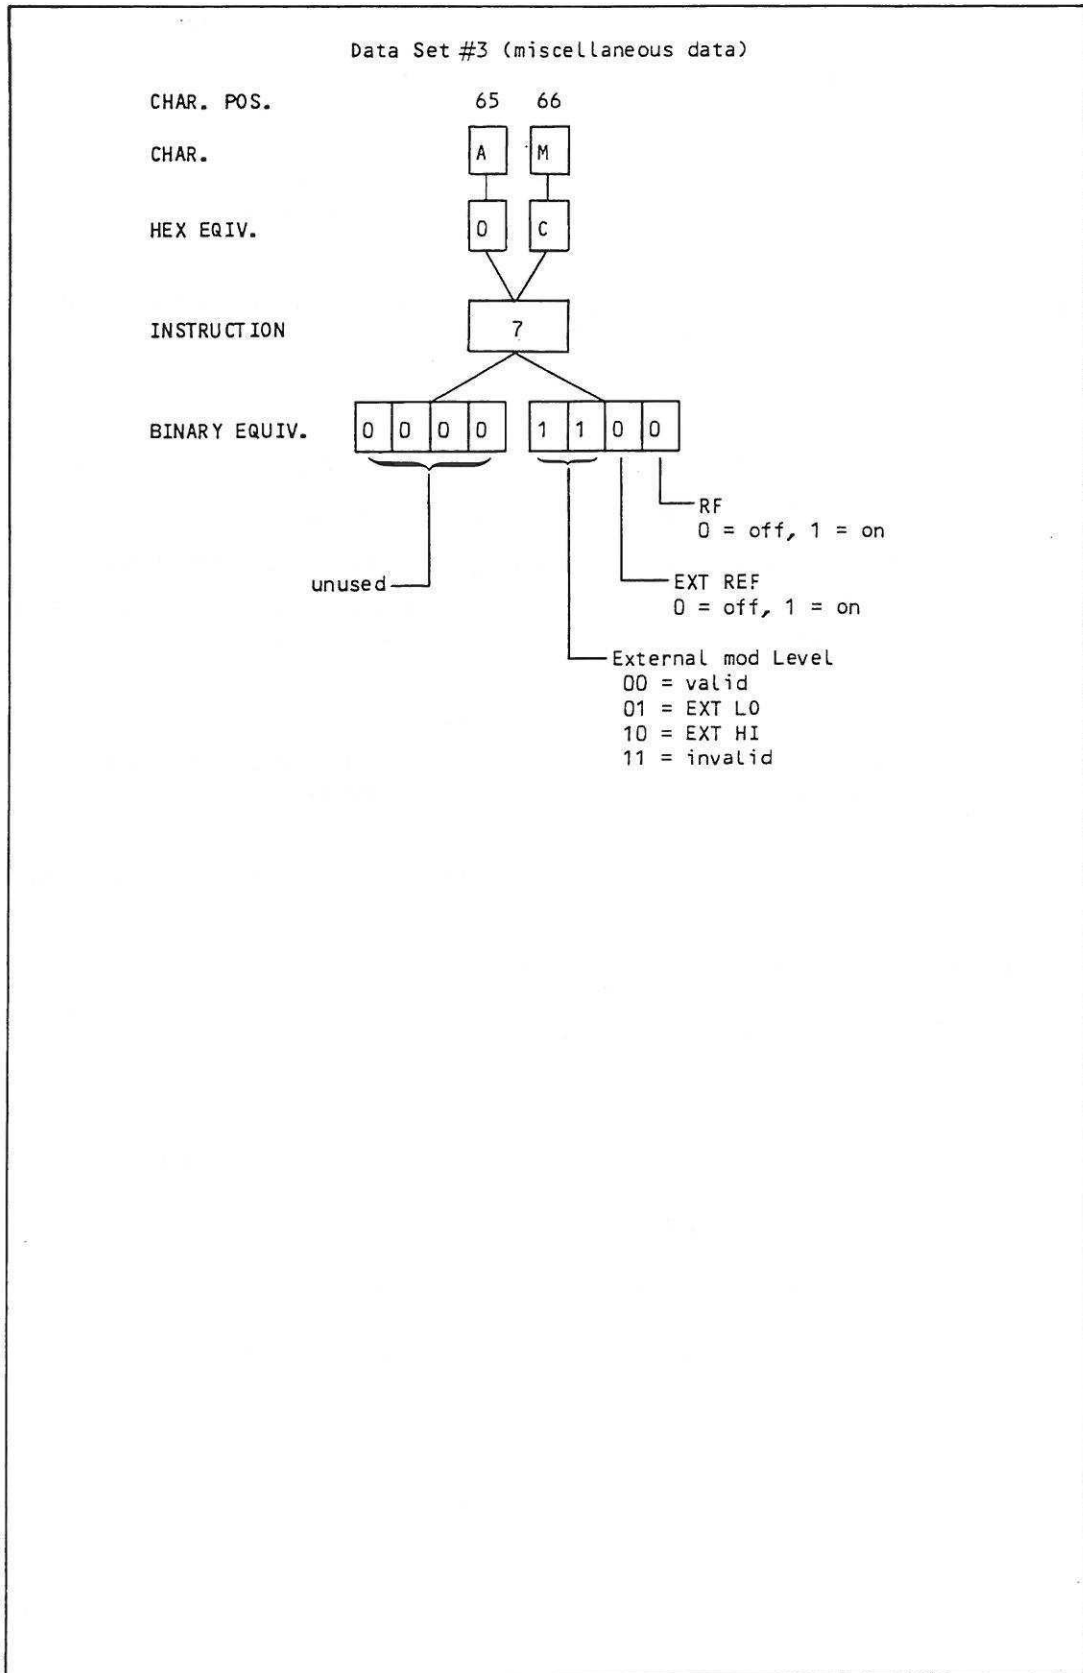 Data Set #3 (miscellaneous data)
CHAR. POS. 65 66
CHAR. A M
HEX EQIV. 0 C
INSTRUCTION 7
BINARY EQUIV. 0 0 0 0 1 1 0 0
RF
0 = off, 1 = on
unused
EXT REF
0 = off, 1 = on
External mod Level
00 = valid
01 = EXT LO
10 = EXT HI
11 = invalid